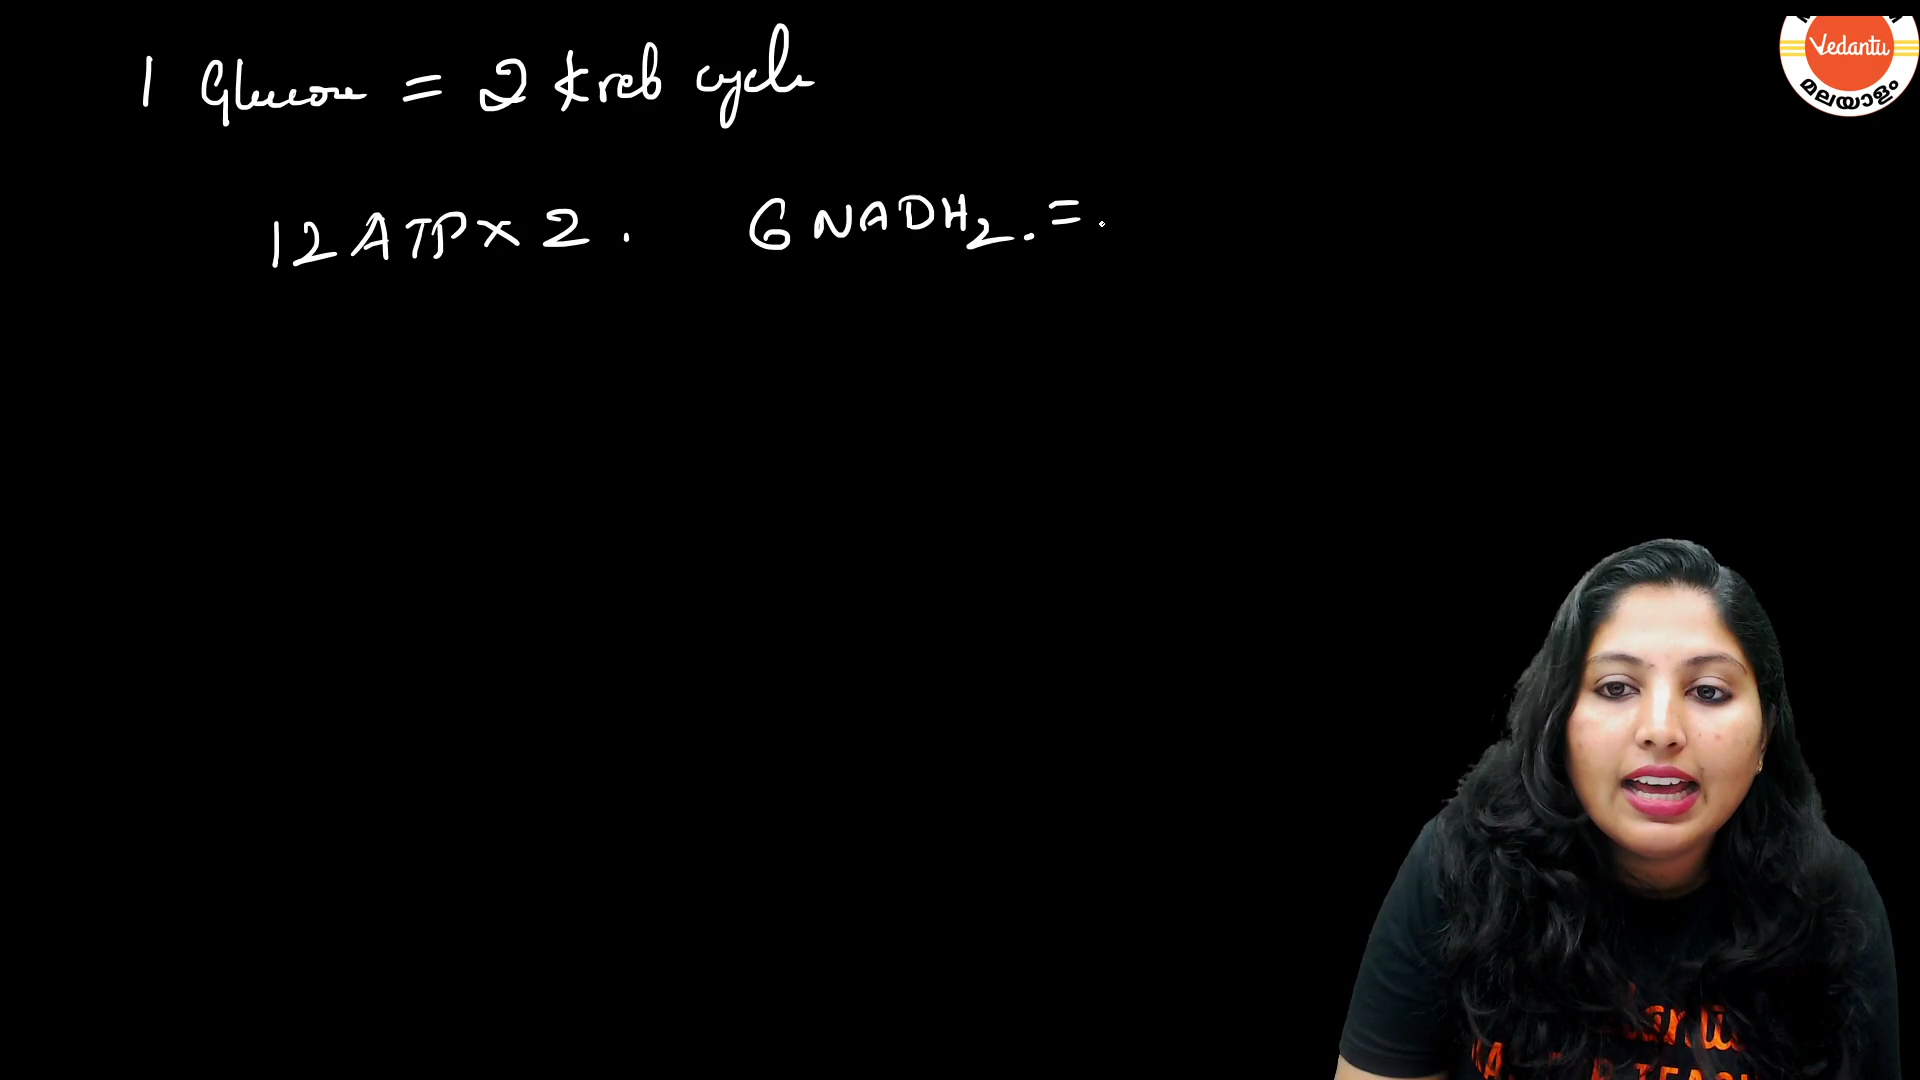 1 Glucose = 2 Kreb cycle
12 ATP x 2 . 6 NADH2 . = .
Vedantu
മലയാളം